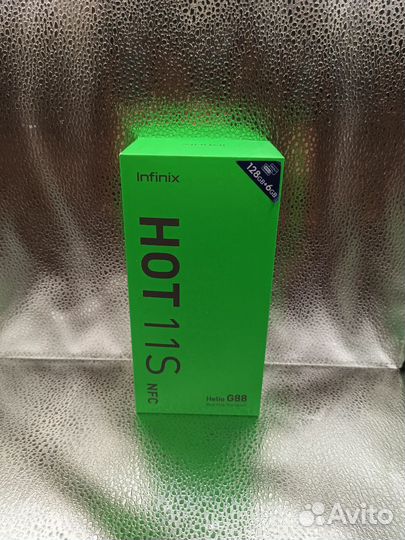 Infinix
128GB+6GB
HOT 11S
NFC
Helio G88
Avito